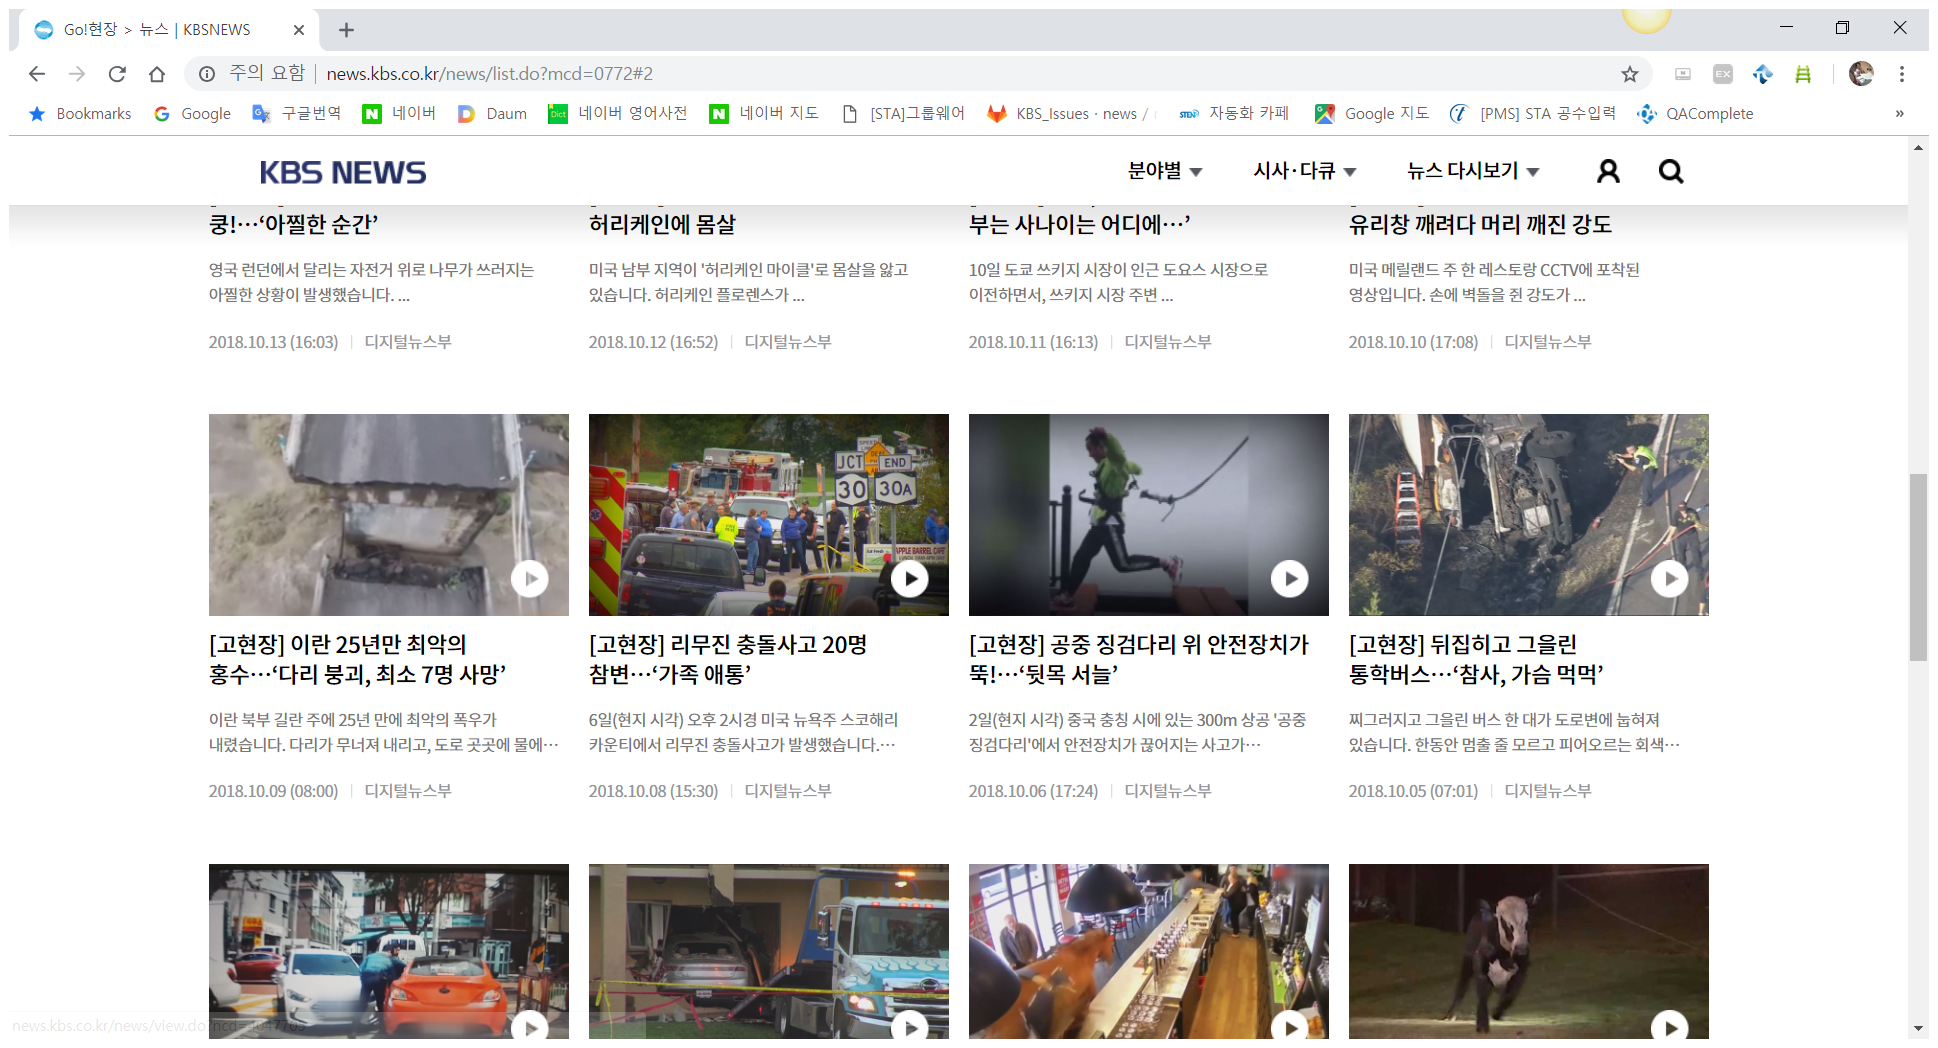 Go!현장 > 뉴스 | KBSNEWS
주의 요함 | news.kbs.co.kr/news/list.do?mcd=0772#2
EX
Bookmarks Google 구글번역 네이버 Daum 네이버 영어사전 네이버 지도 [STA]그룹웨어 KBS_Issues · news / 자동화 카페 Google 지도 [PMS] STA 공수입력 QAComplete »
KBS NEWS 분야별 시사·다큐 뉴스 다시보기
쿵!…‘아찔한 순간’
영국 런던에서 달리는 자전거 위로 나무가 쓰러지는
아찔한 상황이 발생했습니다. ...
2018.10.13 (16:03) | 디지털뉴스부
허리케인에 몸살
미국 남부 지역이 '허리케인 마이클'로 몸살을 앓고
있습니다. 허리케인 플로렌스가 ...
2018.10.12 (16:52) | 디지털뉴스부
부는 사나이는 어디에…’
10일 도쿄 쓰키지 시장이 인근 도요스 시장으로
이전하면서, 쓰키지 시장 주변 ...
2018.10.11 (16:13) | 디지털뉴스부
유리창 깨려다 머리 깨진 강도
미국 메릴랜드 주 한 레스토랑 CCTV에 포착된
영상입니다. 손에 벽돌을 쥔 강도가 ...
2018.10.10 (17:08) | 디지털뉴스부
[고현장] 이란 25년만 최악의
홍수…‘다리 붕괴, 최소 7명 사망’
이란 북부 길란 주에 25년 만에 최악의 폭우가
내렸습니다. 다리가 무너져 내리고, 도로 곳곳에 물에…
2018.10.09 (08:00) | 디지털뉴스부
JCT END
30 30A
APPLE BARREL CAFE
[고현장] 리무진 충돌사고 20명
참변…‘가족 애통’
6일(현지 시각) 오후 2시경 미국 뉴욕주 스코해리
카운티에서 리무진 충돌사고가 발생했습니다.…
2018.10.08 (15:30) | 디지털뉴스부
[고현장] 공중 징검다리 위 안전장치가
뚝!…‘뒷목 서늘’
2일(현지 시각) 중국 충칭 시에 있는 300m 상공 '공중
징검다리'에서 안전장치가 끊어지는 사고가…
2018.10.06 (17:24) | 디지털뉴스부
[고현장] 뒤집히고 그을린
통학버스…‘참사, 가슴 먹먹’
찌그러지고 그을린 버스 한 대가 도로변에 눕혀져
있습니다. 한동안 멈출 줄 모르고 피어오르는 회색…
2018.10.05 (07:01) | 디지털뉴스부